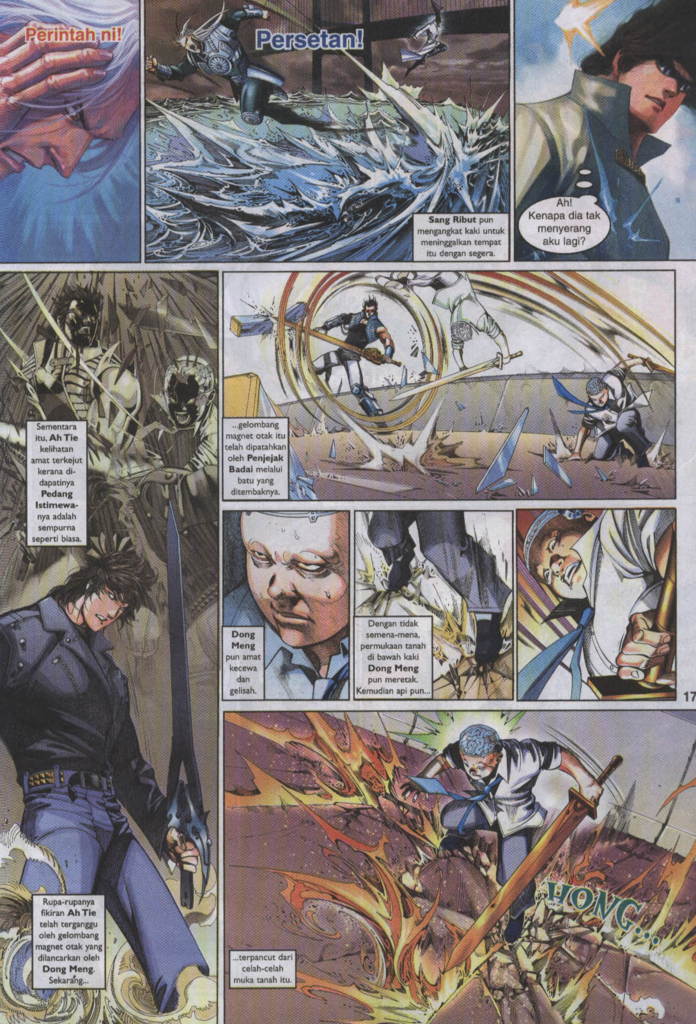 Perintah ni!
Persetan!
Sang Ribut pun
mengangkat kaki untuk
meninggalkan tempat
itu dengan segera.
Ah!
Kenapa dia tak
menyerang
aku lagi?
Sementara
itu, Ah Tie
kelihatan
amat terkejut
kerana di-
dapatinya
Pedang
Istimewa-
nya adalah
sempurna
seperti biasa.
Rupa-rupanya
fikiran Ah Tie
telah terganggu
oleh gelombang
magnet otak yang
dilancarkan oleh
Dong Meng.
Sekarang...
...gelombang
magnet otak itu
telah dipatahkan
oleh Penjejak
Badai melalui
batu yang
ditembaknya.
Dong
Meng
pun amat
kecewa
dan
gelisah.
Dengan tidak
semena-mena,
permukaan tanah
di bawah kaki
Dong Meng
pun meretak.
Kemudian api pun...
17
HONG...
...terpancut dari
celah-celah
muka tanah itu.